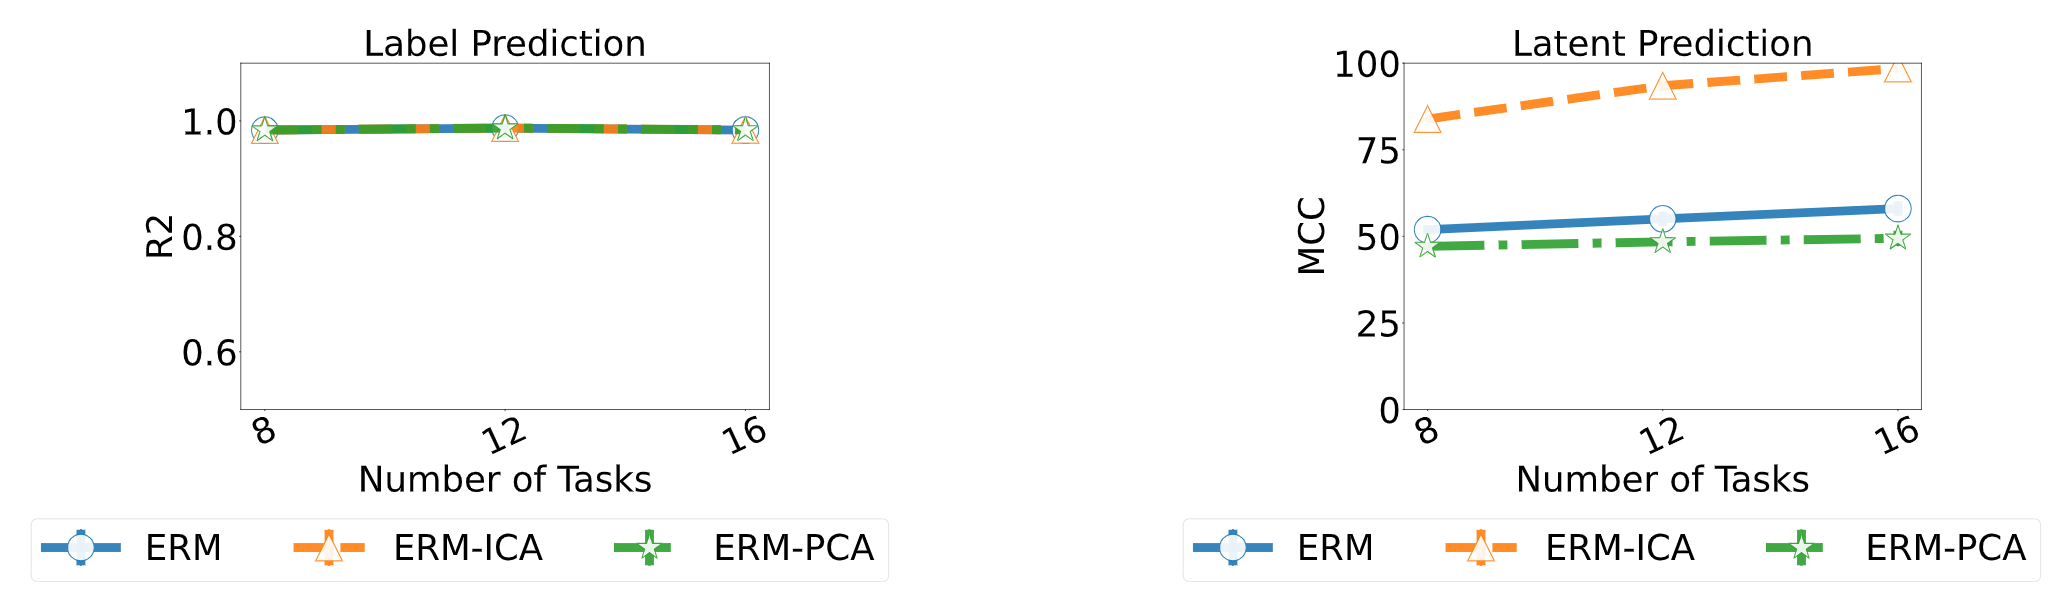 Label Prediction
R2
1.0
0.8
0.6
8
12
16
Number of Tasks
ERM
ERM-ICA
ERM-PCA
Latent Prediction
MCC
100
75
50
25
0
8
12
16
Number of Tasks
ERM
ERM-ICA
ERM-PCA